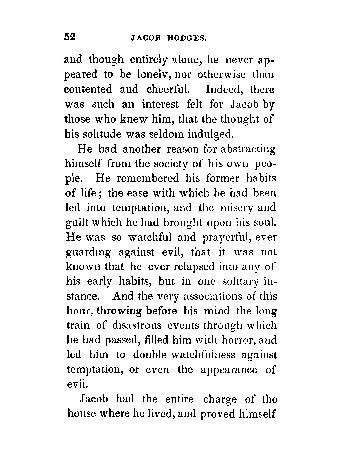 52 JACOB HODGES.
and though entirely alone, he never ap-
peared to be lonely, nor otherwise than
contented and cheerful. Indeed, there
was such an interest felt for Jacob by
those who knew him, that the thought of
his solitude was seldom indulged.
He had another reason for abstracting
himself from the society of his own peo-
ple. He remembered his former habits
of life; the ease with which he had been
led into temptation, and the misery and
guilt which he had brought upon his soul.
He was so watchful and prayerful, ever
guarding against evil, that it was not
known that he ever relapsed into any of
his early habits, but in one solitary in-
stance. And the very associations of this
hour, throwing before his mind the long
train of disastrous events through which
he had passed, filled him with horror, and
led him to double watchfulness against
temptation, or even the appearance of
evil.
Jacob had the entire charge of the
house where he lived, and proved himself